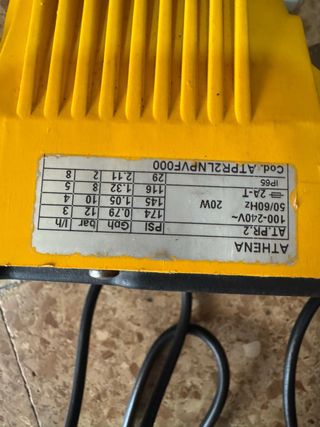 ATHENA
AT.PR.2 PSI Gph bar l/h
100-240V~ 174 0.79 12 3
50/60Hz 20W 145 1.05 10 4
2A-T 116 1.32 8 5
IP65 29 2.11 2 8
Cod. ATPR2LNPVF000